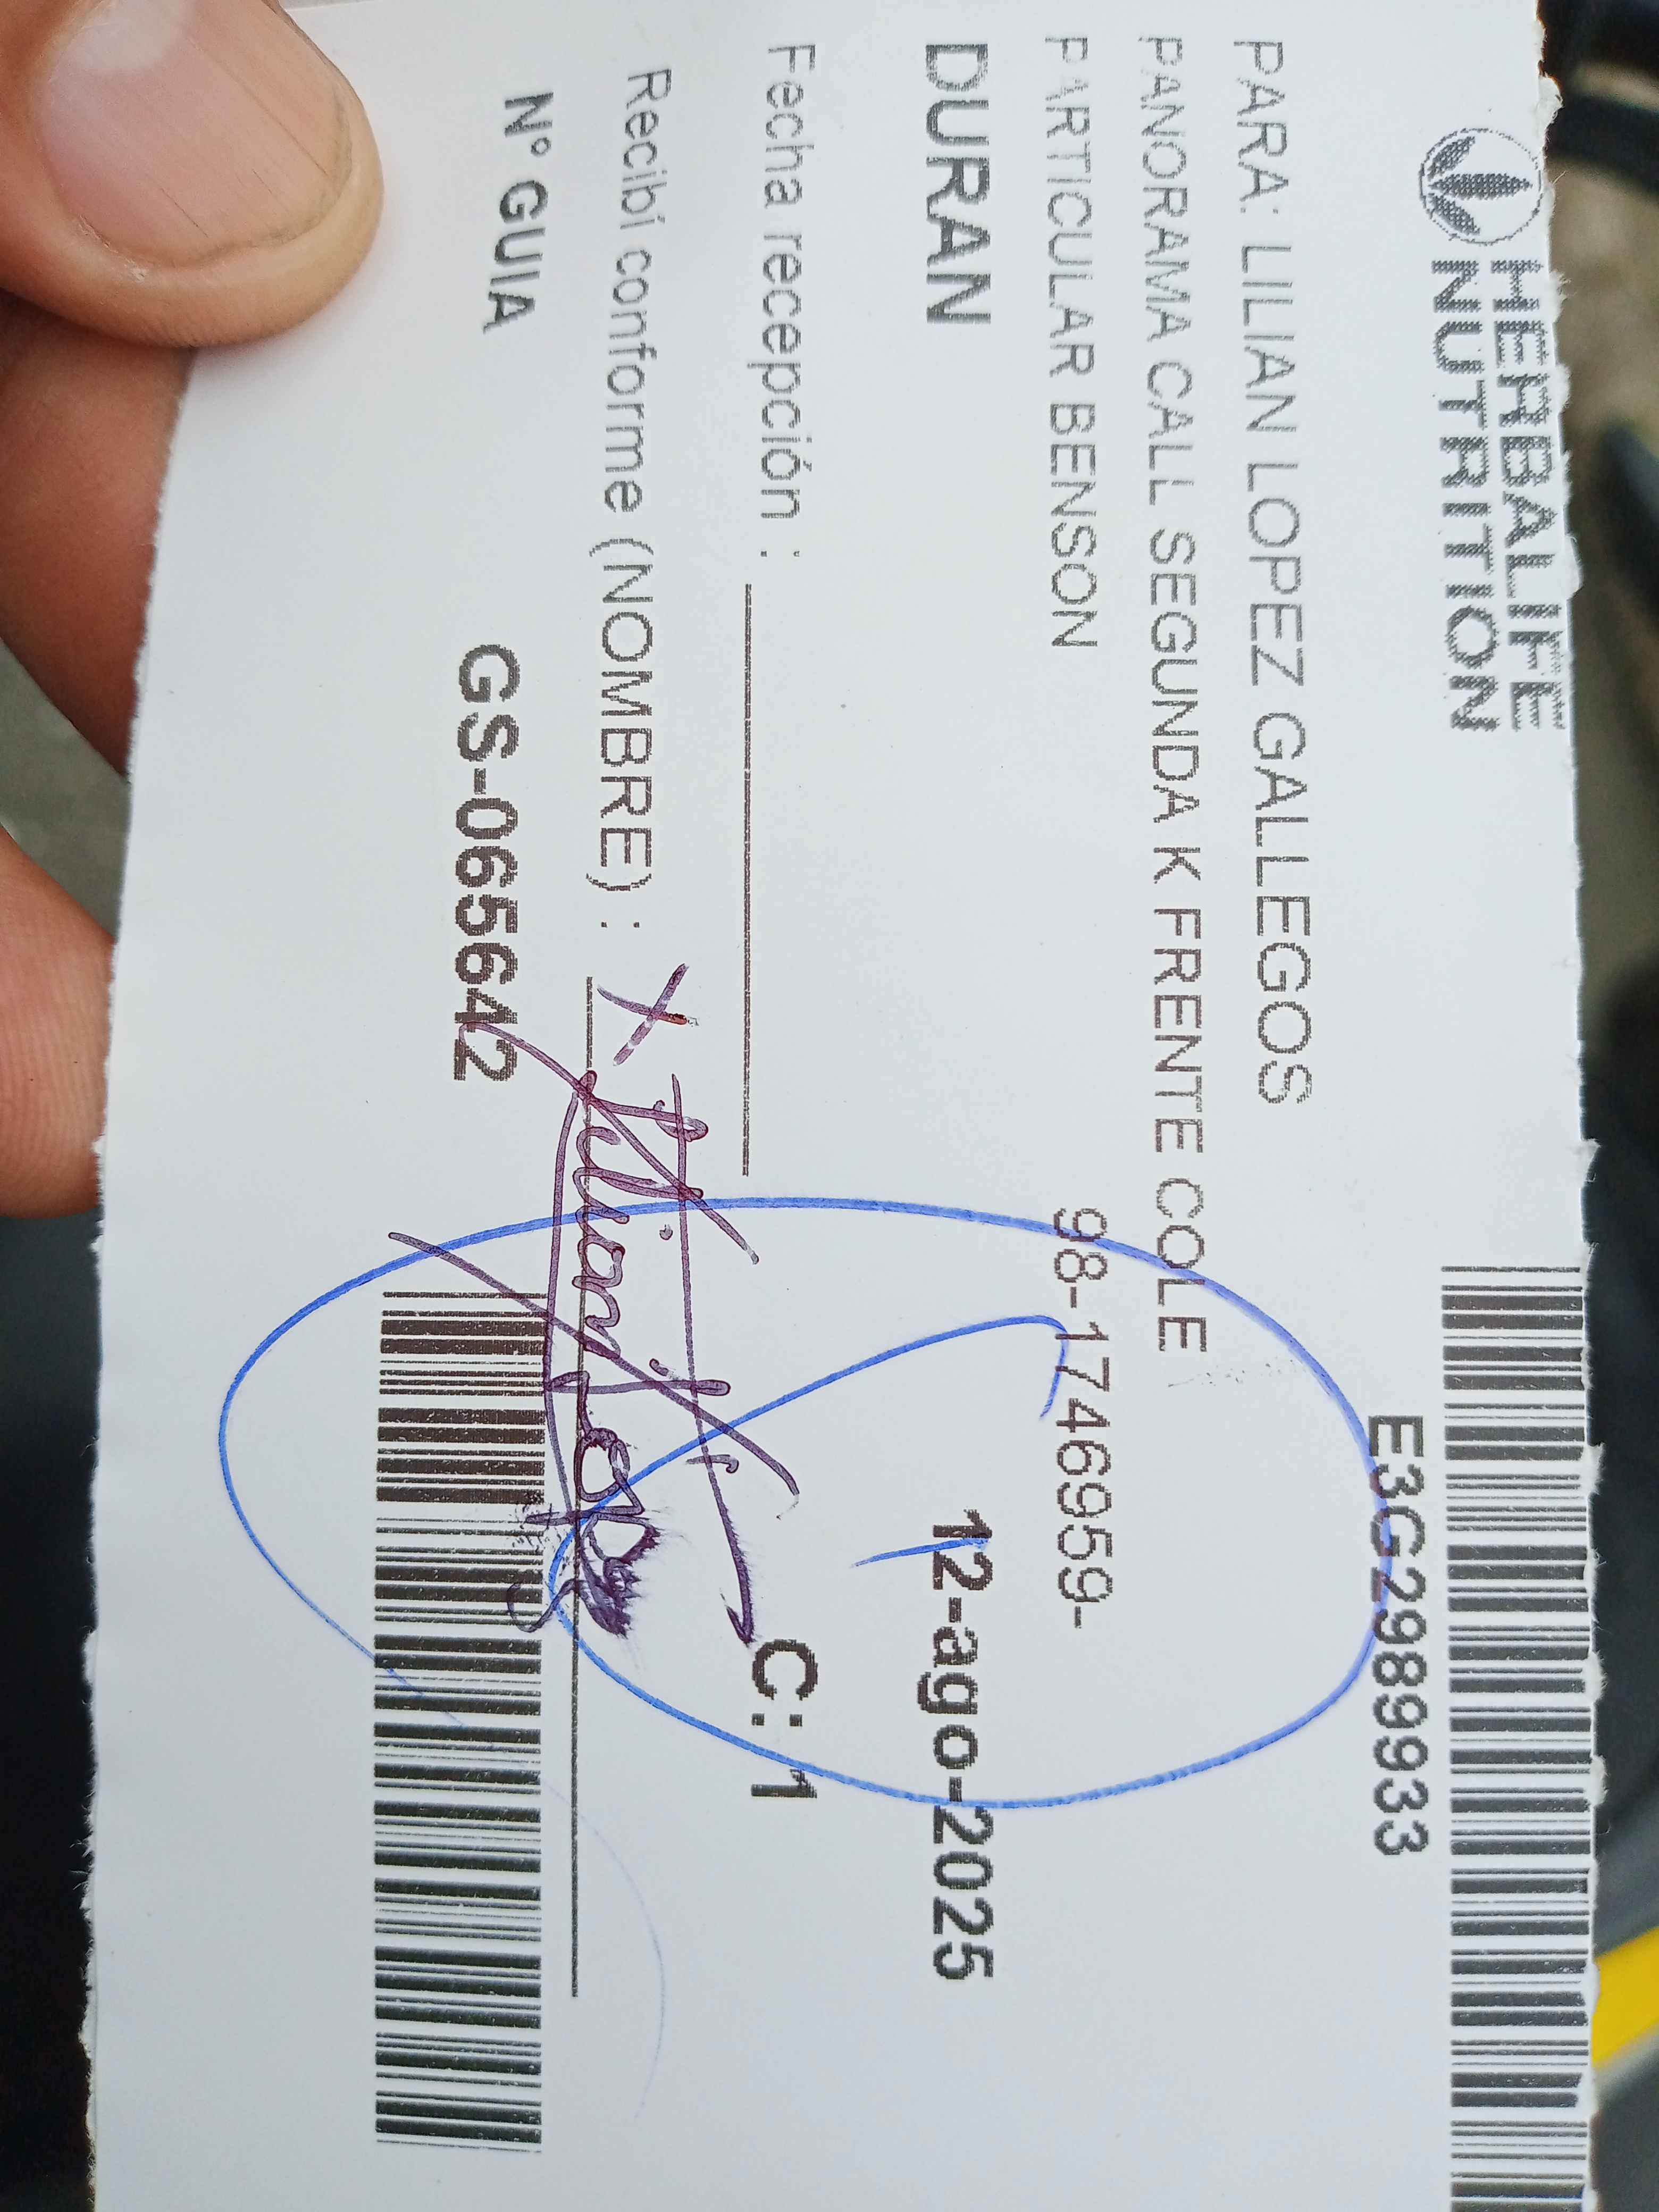 HERBALIFE
NUTRITION
E3G2989933
PARA: LILIAN LOPEZ GALLEGOS
PANORAMA CALL SEGUNDA K FRENTE COLE
PARTICULAR BENSON 98-1746959-
DURAN 12-ago-2025
Fecha recepción : C: 1
Recibí conforme (NOMBRE) : x Lilian
N° GUIA GS-065642